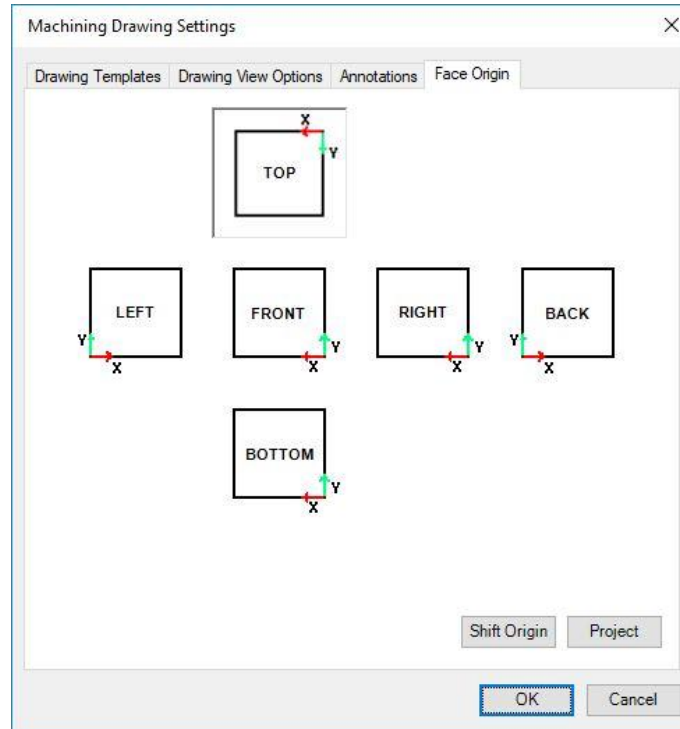 Machining Drawing Settings
Drawing Templates Drawing View Options Annotations Face Origin
X
Y
TOP
LEFT FRONT RIGHT BACK
Y Y Y Y
X X X X
BOTTOM
Y
X
Shift Origin Project
OK Cancel